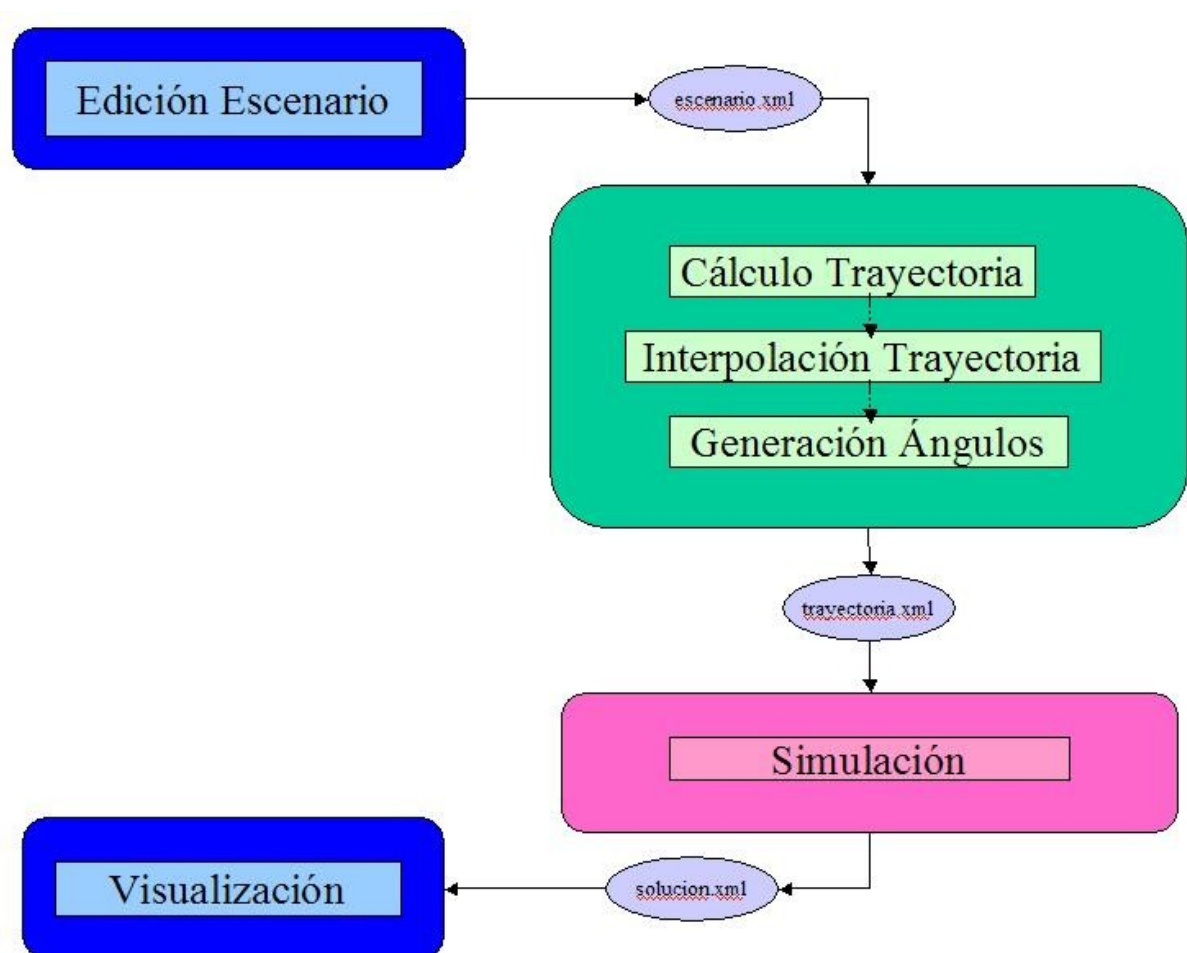 Edición Escenario
escenario.xml
Cálculo Trayectoria
Interpolación Trayectoria
Generación Ángulos
trayectoria.xml
Simulación
solucion.xml
Visualización